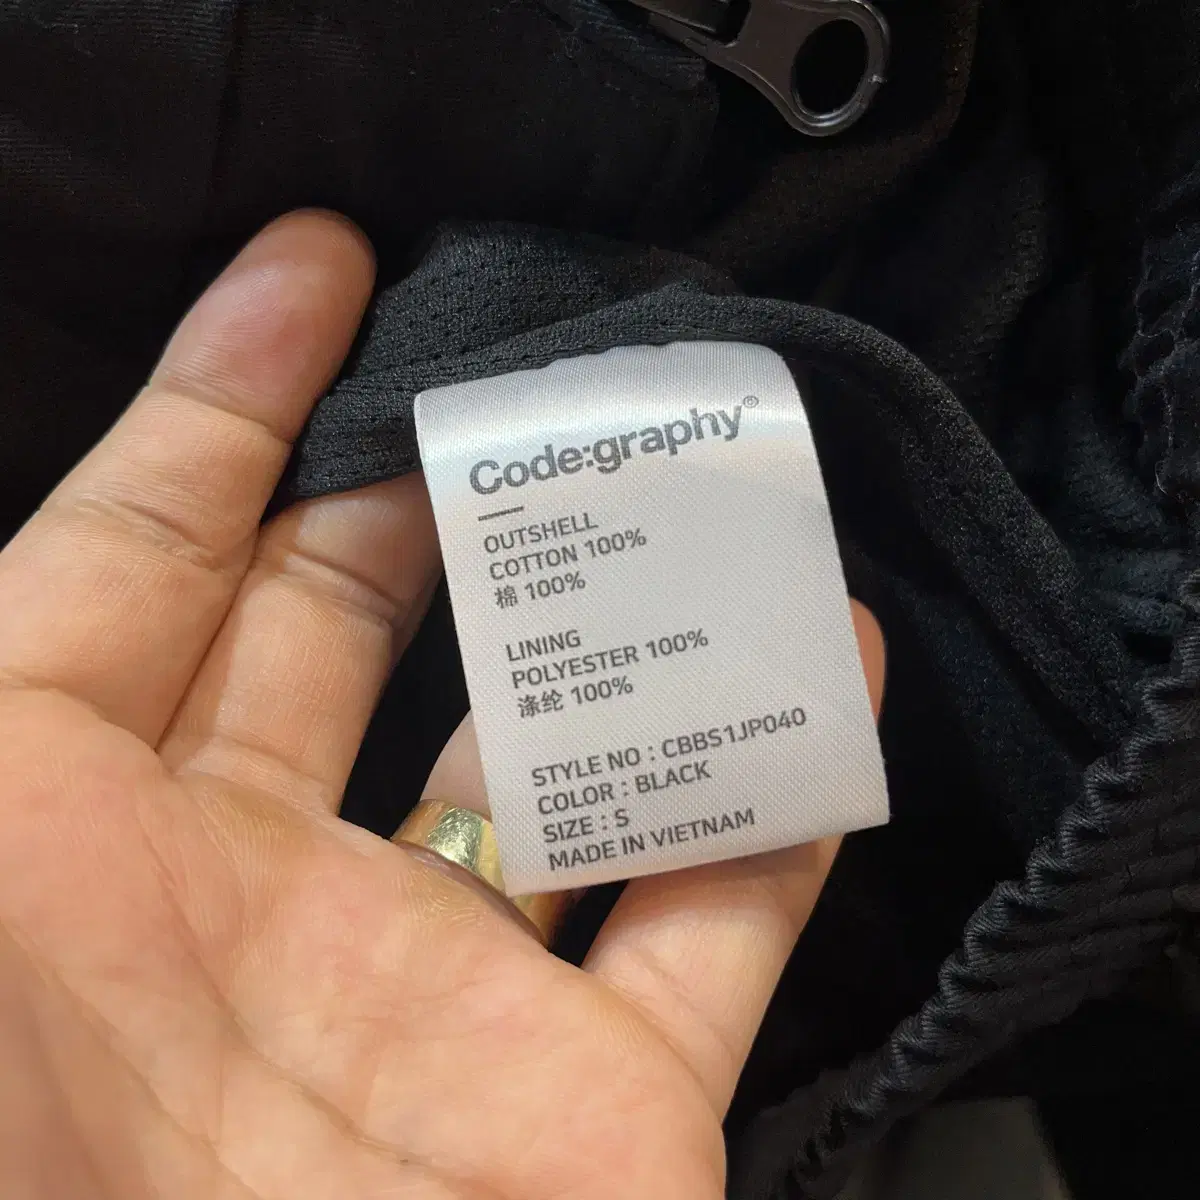 Code:graphy®
OUTSHELL
COTTON 100%
棉 100%
LINING
POLYESTER 100%
涤纶 100%
STYLE NO : CBBS1JP040
COLOR : BLACK
SIZE : S
MADE IN VIETNAM